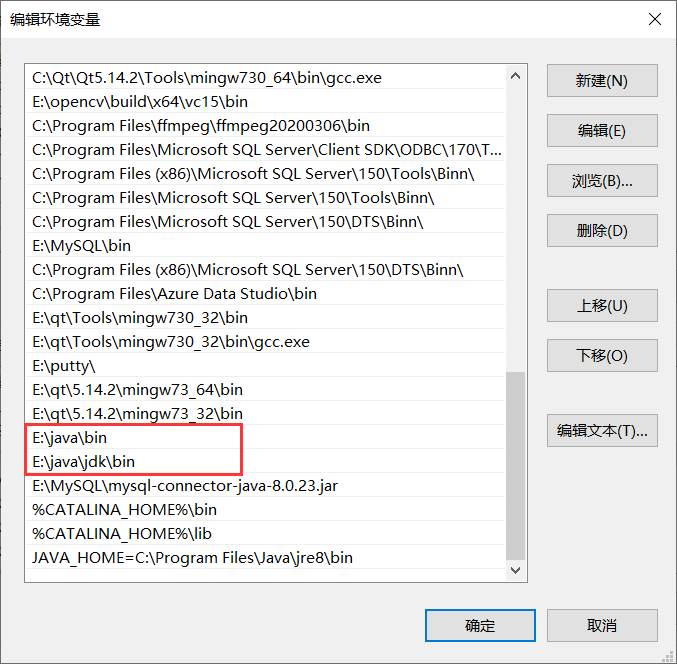 编辑环境变量
C:\Qt\Qt5.14.2\Tools\mingw730_64\bin\gcc.exe
E:\opencv\build\x64\vc15\bin
C:\Program Files\ffmpeg\ffmpeg20200306\bin
C:\Program Files\Microsoft SQL Server\Client SDK\ODBC\170\T...
C:\Program Files (x86)\Microsoft SQL Server\150\Tools\Binn\
C:\Program Files\Microsoft SQL Server\150\Tools\Binn\
C:\Program Files\Microsoft SQL Server\150\DTS\Binn\
E:\MySQL\bin
C:\Program Files (x86)\Microsoft SQL Server\150\DTS\Binn\
C:\Program Files\Azure Data Studio\bin
E:\qt\Tools\mingw730_32\bin
E:\qt\Tools\mingw730_32\bin\gcc.exe
E:\putty\
E:\qt\5.14.2\mingw73_64\bin
E:\qt\5.14.2\mingw73_32\bin
E:\java\bin
E:\java\jdk\bin
E:\MySQL\mysql-connector-java-8.0.23.jar
%CATALINA_HOME%\bin
%CATALINA_HOME%\lib
JAVA_HOME=C:\Program Files\Java\jre8\bin
新建(N)
编辑(E)
浏览(B)...
删除(D)
上移(U)
下移(O)
编辑文本(T)...
确定
取消